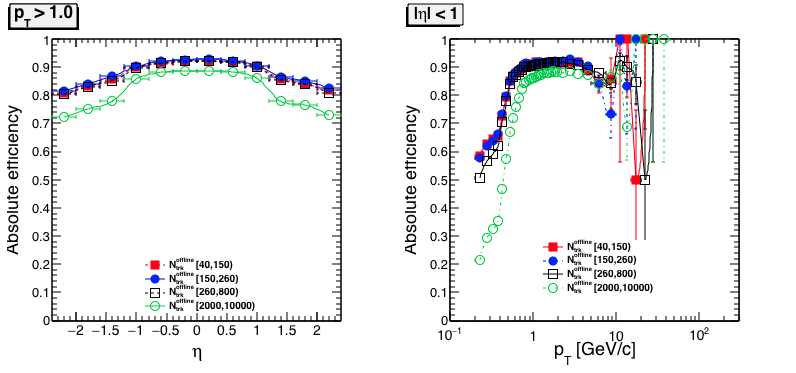 p_T > 1.0
Absolute efficiency
1
0.9
0.8
0.7
0.6
0.5
0.4
0.3
0.2
0.1
0
N_trk^offline [40,150)
N_trk^offline [150,260)
N_trk^offline [260,800)
N_trk^offline [2000,10000)
−2 −1.5 −1 −0.5 0 0.5 1 1.5 2
η
|η| < 1
Absolute efficiency
1
0.9
0.8
0.7
0.6
0.5
0.4
0.3
0.2
0.1
0
N_trk^offline [40,150)
N_trk^offline [150,260)
N_trk^offline [260,800)
N_trk^offline [2000,10000)
10^−1 1 10 10^2
p_T [GeV/c]